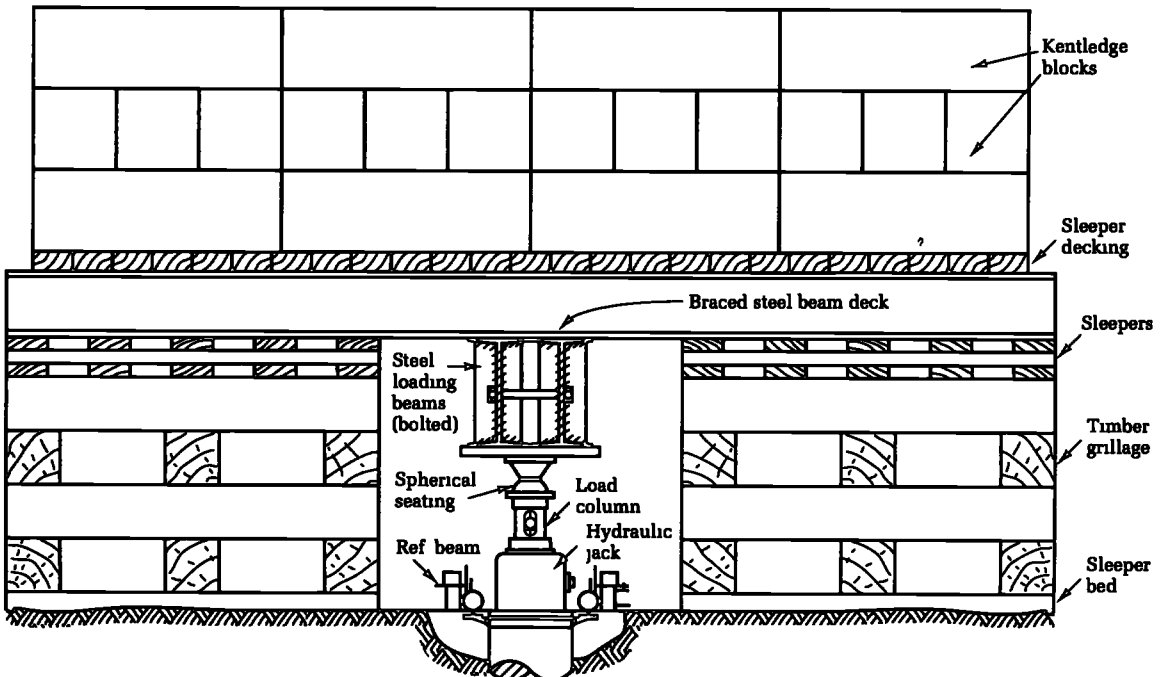 Kentledge
blocks
Sleeper
decking
Braced steel beam deck
Sleepers
Steel
loading
beams
(bolted)
Timber
grillage
Spherical
seating
Load
column
Hydraulic
jack
Ref beam
Sleeper
bed